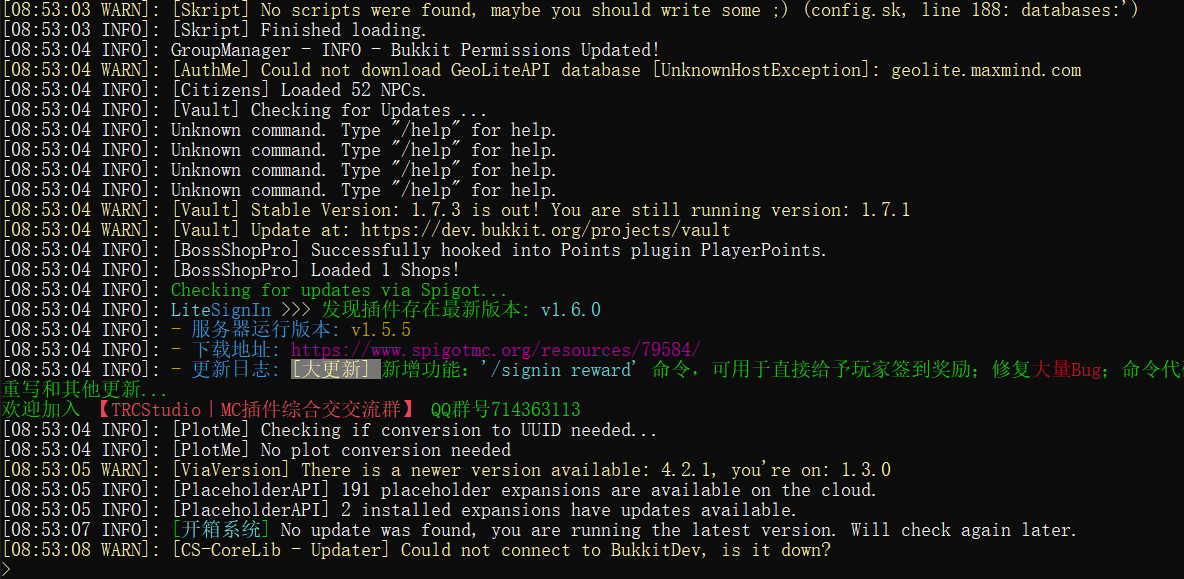 [08:53:03 WARN]: [Skript] No scripts were found, maybe you should write some ;) (config.sk, line 188: databases:')
[08:53:03 INFO]: [Skript] Finished loading.
[08:53:04 INFO]: GroupManager - INFO - Bukkit Permissions Updated!
[08:53:04 WARN]: [AuthMe] Could not download GeoLiteAPI database [UnknownHostException]: geolite.maxmind.com
[08:53:04 INFO]: [Citizens] Loaded 52 NPCs.
[08:53:04 INFO]: [Vault] Checking for Updates ...
[08:53:04 INFO]: Unknown command. Type "/help" for help.
[08:53:04 INFO]: Unknown command. Type "/help" for help.
[08:53:04 INFO]: Unknown command. Type "/help" for help.
[08:53:04 INFO]: Unknown command. Type "/help" for help.
[08:53:04 WARN]: [Vault] Stable Version: 1.7.3 is out! You are still running version: 1.7.1
[08:53:04 WARN]: [Vault] Update at: https://dev.bukkit.org/projects/vault
[08:53:04 INFO]: [BossShopPro] Successfully hooked into Points plugin PlayerPoints.
[08:53:04 INFO]: [BossShopPro] Loaded 1 Shops!
[08:53:04 INFO]: Checking for updates via Spigot...
[08:53:04 INFO]: LiteSignIn >>> 发现插件存在最新版本: v1.6.0
[08:53:04 INFO]: - 服务器运行版本: v1.5.5
[08:53:04 INFO]: - 下载地址: https://www.spigotmc.org/resources/79584/
[08:53:04 INFO]: - 更新日志: [大更新] 新增功能：'/signin reward' 命令，可用于直接给予玩家签到奖励；修复大量Bug；命令代
重写和其他更新...
欢迎加入 【TRCStudio｜MC插件综合交交流群】 QQ群号714363113
[08:53:04 INFO]: [PlotMe] Checking if conversion to UUID needed...
[08:53:04 INFO]: [PlotMe] No plot conversion needed
[08:53:05 WARN]: [ViaVersion] There is a newer version available: 4.2.1, you're on: 1.3.0
[08:53:05 INFO]: [PlaceholderAPI] 191 placeholder expansions are available on the cloud.
[08:53:05 INFO]: [PlaceholderAPI] 2 installed expansions have updates available.
[08:53:07 INFO]: [开箱系统] No update was found, you are running the latest version. Will check again later.
[08:53:08 WARN]: [CS-CoreLib - Updater] Could not connect to BukkitDev, is it down?
>